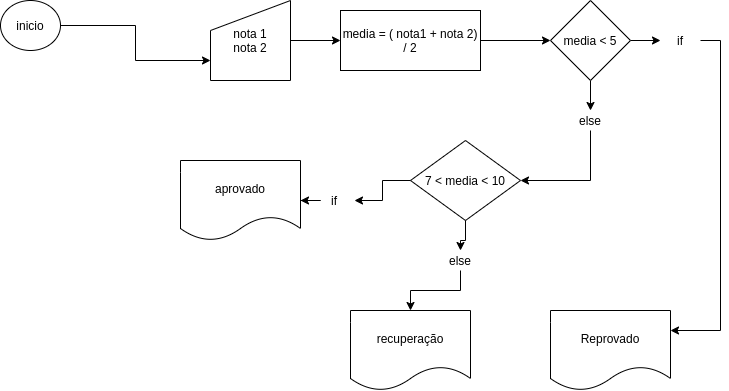 inicio
nota 1
nota 2
media = ( nota1 + nota 2)
/ 2
media < 5
if
else
7 < media < 10
if
aprovado
else
recuperação
Reprovado